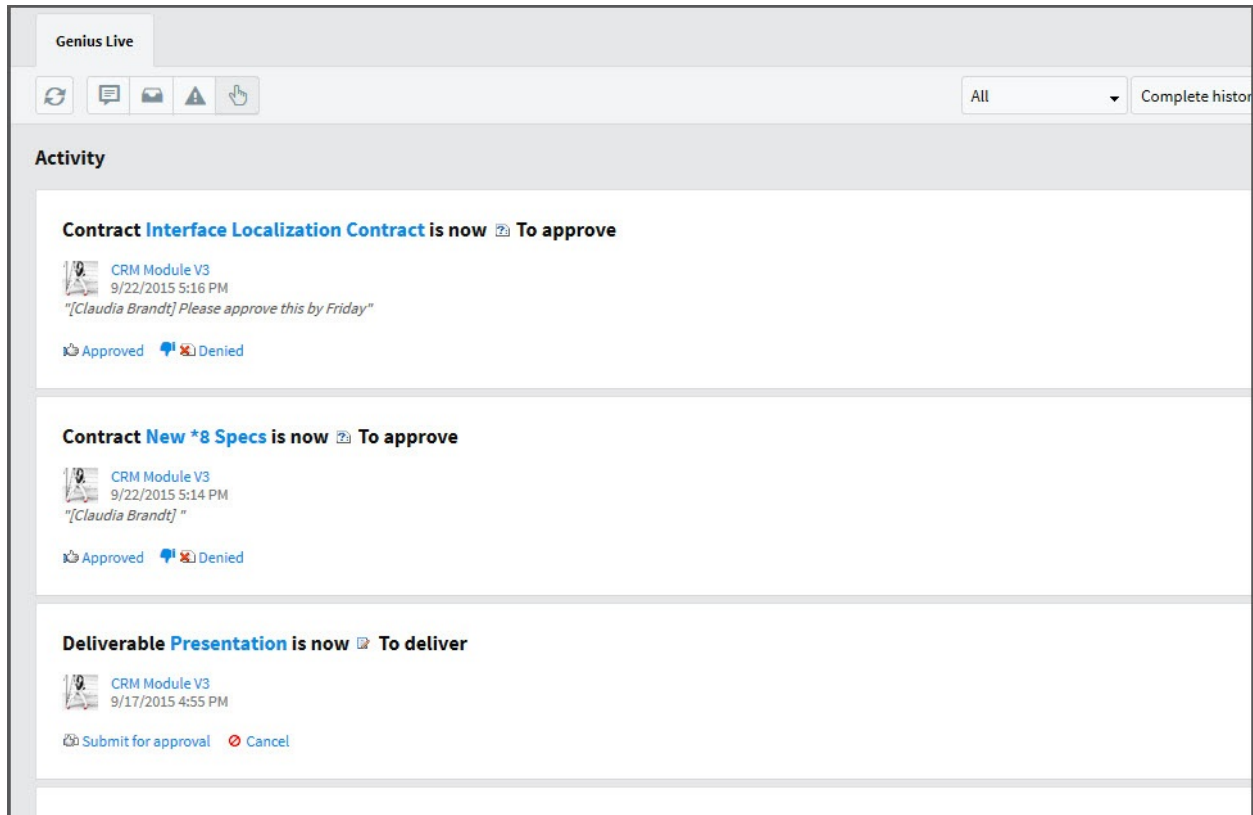 Genius Live
All
Complete histor
Activity
Contract Interface Localization Contract is now To approve
CRM Module V3
9/22/2015 5:16 PM
"[Claudia Brandt] Please approve this by Friday"
Approved Denied
Contract New *8 Specs is now To approve
CRM Module V3
9/22/2015 5:14 PM
"[Claudia Brandt] "
Approved Denied
Deliverable Presentation is now To deliver
CRM Module V3
9/17/2015 4:55 PM
Submit for approval Cancel